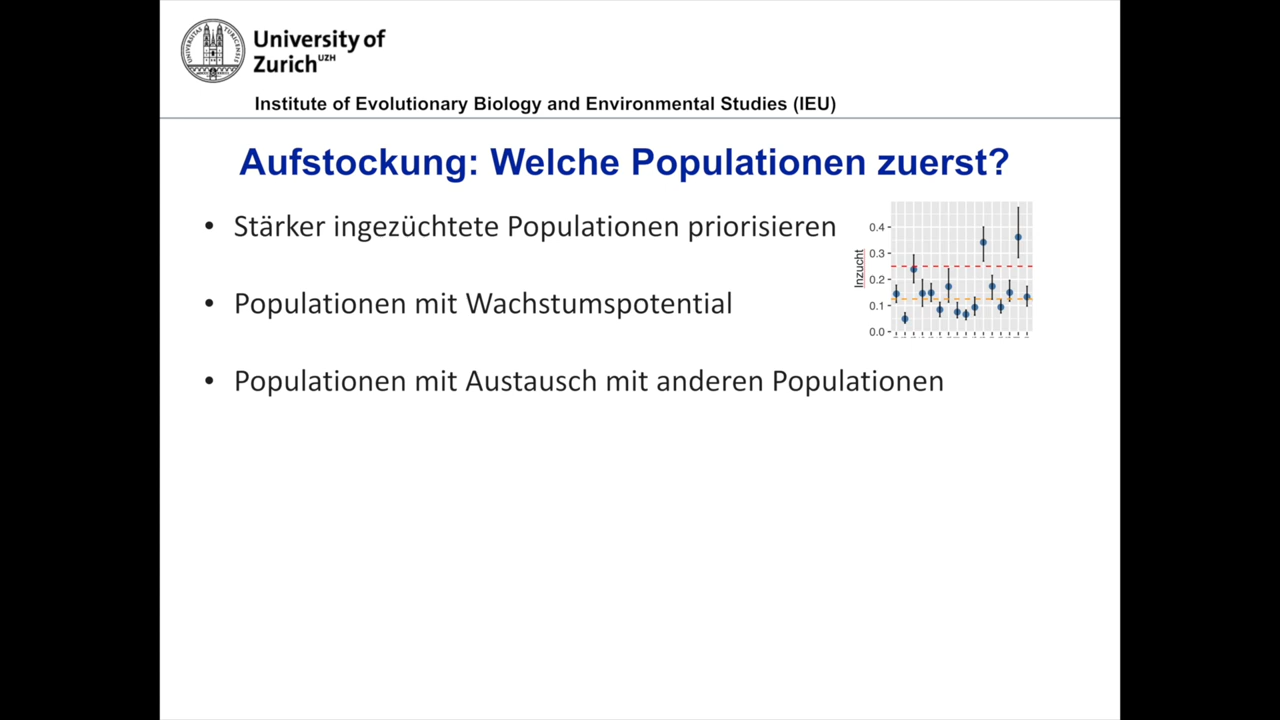 University of
Zurich UZH
Institute of Evolutionary Biology and Environmental Studies (IEU)
Aufstockung: Welche Populationen zuerst?
• Stärker ingezüchtete Populationen priorisieren
• Populationen mit Wachstumspotential
• Populationen mit Austausch mit anderen Populationen
Inzucht
0.4
0.3
0.2
0.1
0.0